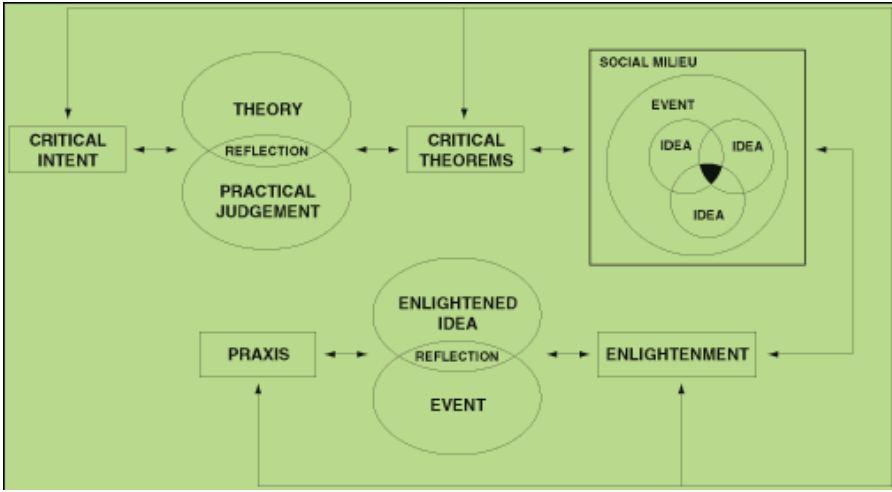 SOCIAL MILIEU
EVENT
THEORY
CRITICAL
INTENT
REFLECTION
CRITICAL
THEOREMS
IDEA
IDEA
PRACTICAL
JUDGEMENT
IDEA
ENLIGHTENED
IDEA
PRAXIS
REFLECTION
ENLIGHTENMENT
EVENT